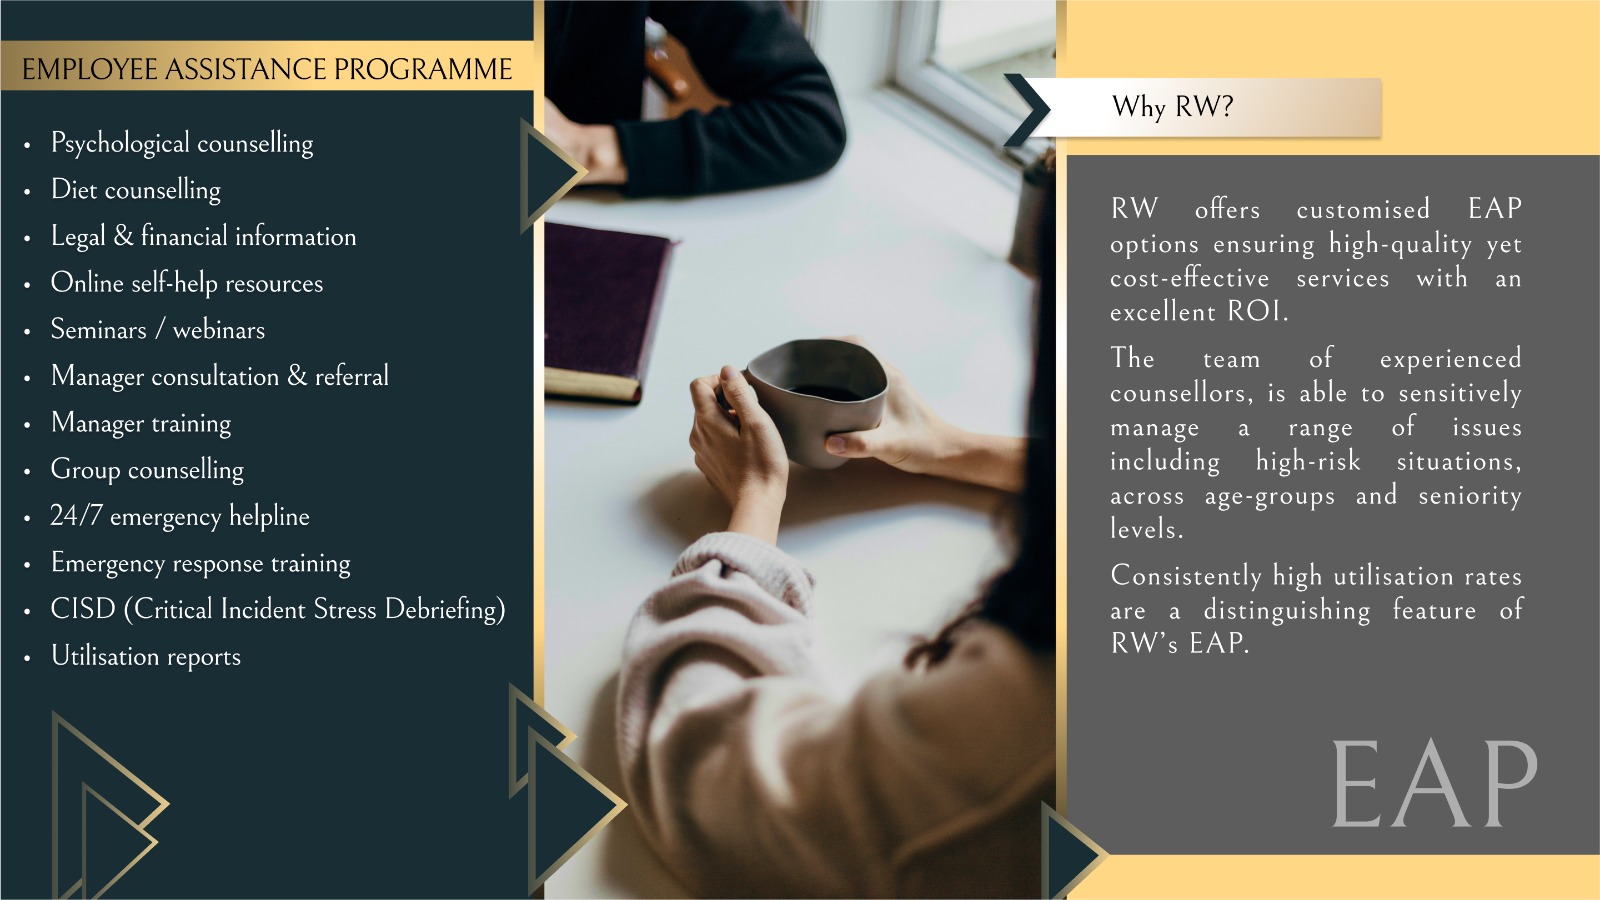 EMPLOYEE ASSISTANCE PROGRAMME
• Psychological counselling
• Diet counselling
• Legal & financial information
• Online self-help resources
• Seminars / webinars
• Manager consultation & referral
• Manager training
• Group counselling
• 24/7 emergency helpline
• Emergency response training
• CISD (Critical Incident Stress Debriefing)
• Utilisation reports
Why RW?
RW offers customised EAP
options ensuring high-quality yet
cost-effective services with an
excellent ROI.
The team of experienced
counsellors, is able to sensitively
manage a range of issues
including high-risk situations,
across age-groups and seniority
levels.
Consistently high utilisation rates
are a distinguishing feature of
RW’s EAP.
EAP